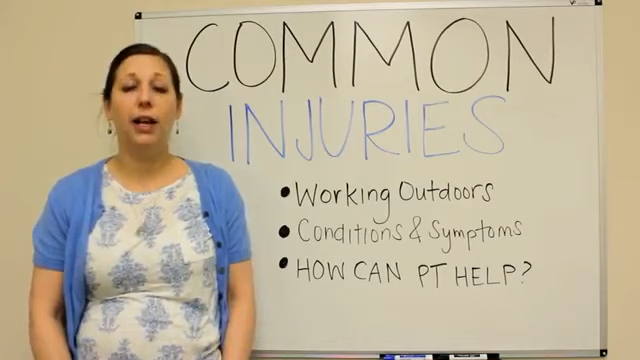 COMMON
INJURIES
• Working Outdoors
• Conditions & Symptoms
• HOW CAN PT HELP?